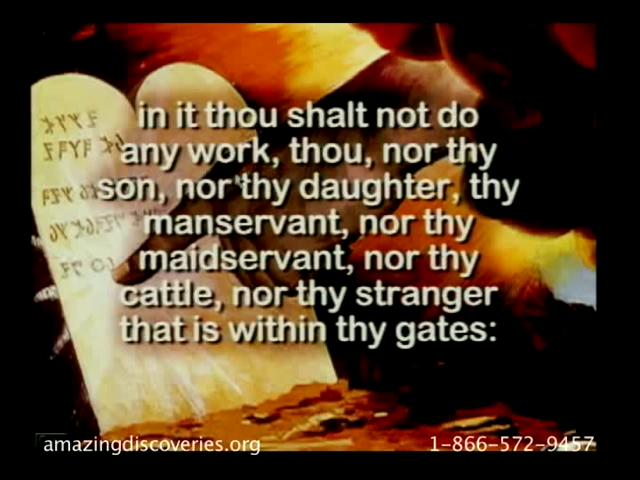 in it thou shalt not do
any work, thou, nor thy
son, nor thy daughter, thy
manservant, nor thy
maidservant, nor thy
cattle, nor thy stranger
that is within thy gates:
amazingdiscoveries.org
1-866-572-9457